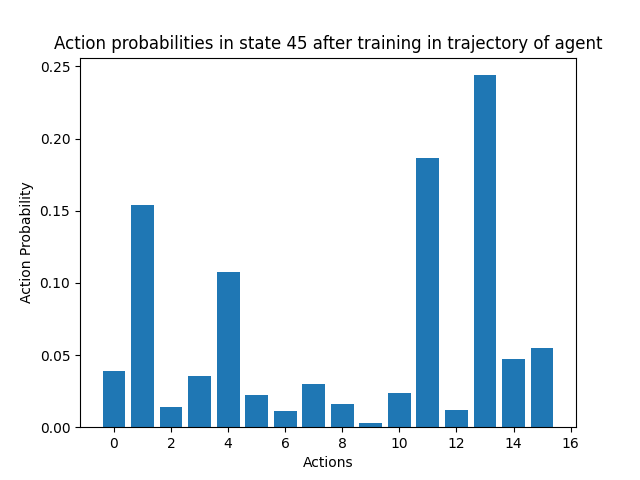 Action probabilities in state 45 after training in trajectory of agent
0.25
0.20
0.15
0.10
0.05
0.00
Action Probability
0 2 4 6 8 10 12 14 16
Actions